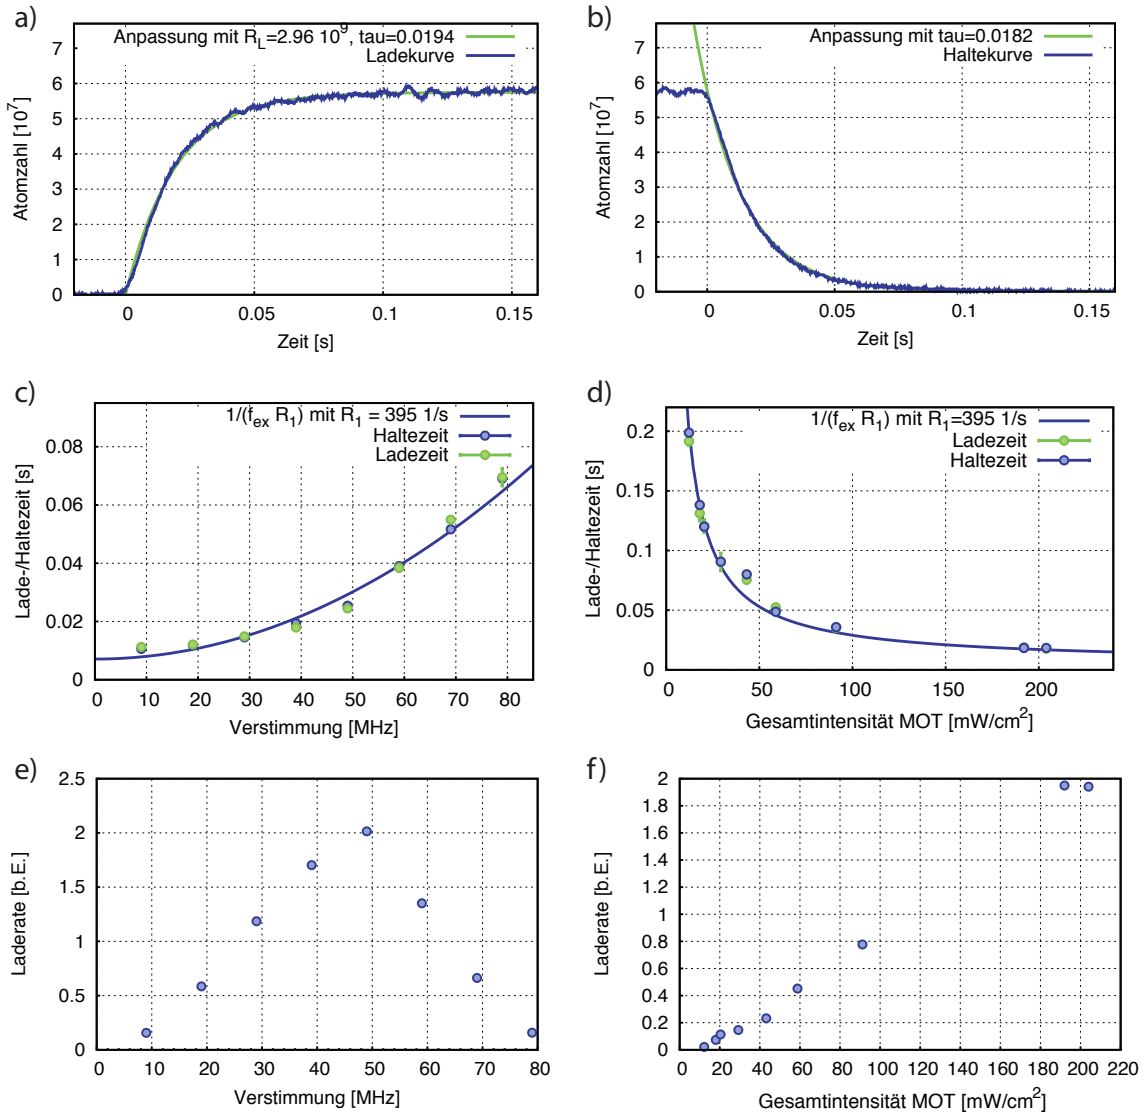 a)
Anpassung mit R_L=2.96 10^9, tau=0.0194
Ladekurve
7
6
5
4
3
2
1
0
Atomzahl [10^7]
0 0.05 0.1 0.15
Zeit [s]
b)
Anpassung mit tau=0.0182
Haltekurve
7
6
5
4
3
2
1
0
Atomzahl [10^7]
0 0.05 0.1 0.15
Zeit [s]
c)
1/(f_ex R_1) mit R_1 = 395 1/s
Haltezeit
Ladezeit
0.08
0.06
0.04
0.02
0
Lade-/Haltezeit [s]
0 10 20 30 40 50 60 70 80
Verstimmung [MHz]
d)
1/(f_ex R_1) mit R_1=395 1/s
Ladezeit
Haltezeit
0.2
0.15
0.1
0.05
0
Lade-/Haltezeit [s]
0 50 100 150 200
Gesamtintensität MOT [mW/cm^2]
e)
2.5
2
1.5
1
0.5
0
Laderate [b.E.]
0 10 20 30 40 50 60 70 80
Verstimmung [MHz]
f)
2
1.8
1.6
1.4
1.2
1
0.8
0.6
0.4
0.2
0
Laderate [b.E.]
0 20 40 60 80 100 120 140 160 180 200 220
Gesamtintensität MOT [mW/cm^2]